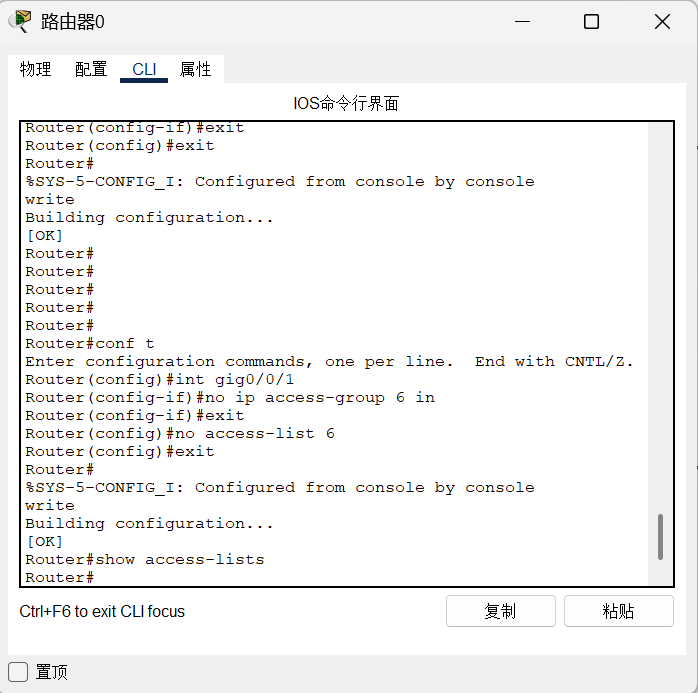 路由器0
物理 配置 CLI 属性
IOS命令行界面
Router(config-if)#exit
Router(config)#exit
Router#
%SYS-5-CONFIG_I: Configured from console by console
write
Building configuration...
[OK]
Router#
Router#
Router#
Router#
Router#
Router#conf t
Enter configuration commands, one per line.  End with CNTL/Z.
Router(config)#int gig0/0/1
Router(config-if)#no ip access-group 6 in
Router(config-if)#exit
Router(config)#no access-list 6
Router(config)#exit
Router#
%SYS-5-CONFIG_I: Configured from console by console
write
Building configuration...
[OK]
Router#show access-lists
Router#
Ctrl+F6 to exit CLI focus
复制 粘贴
置顶